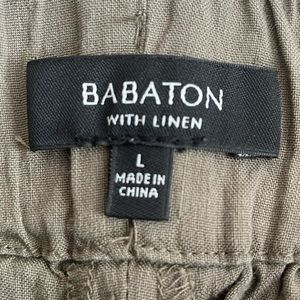 BABATON
WITH LINEN
L
MADE IN
CHINA